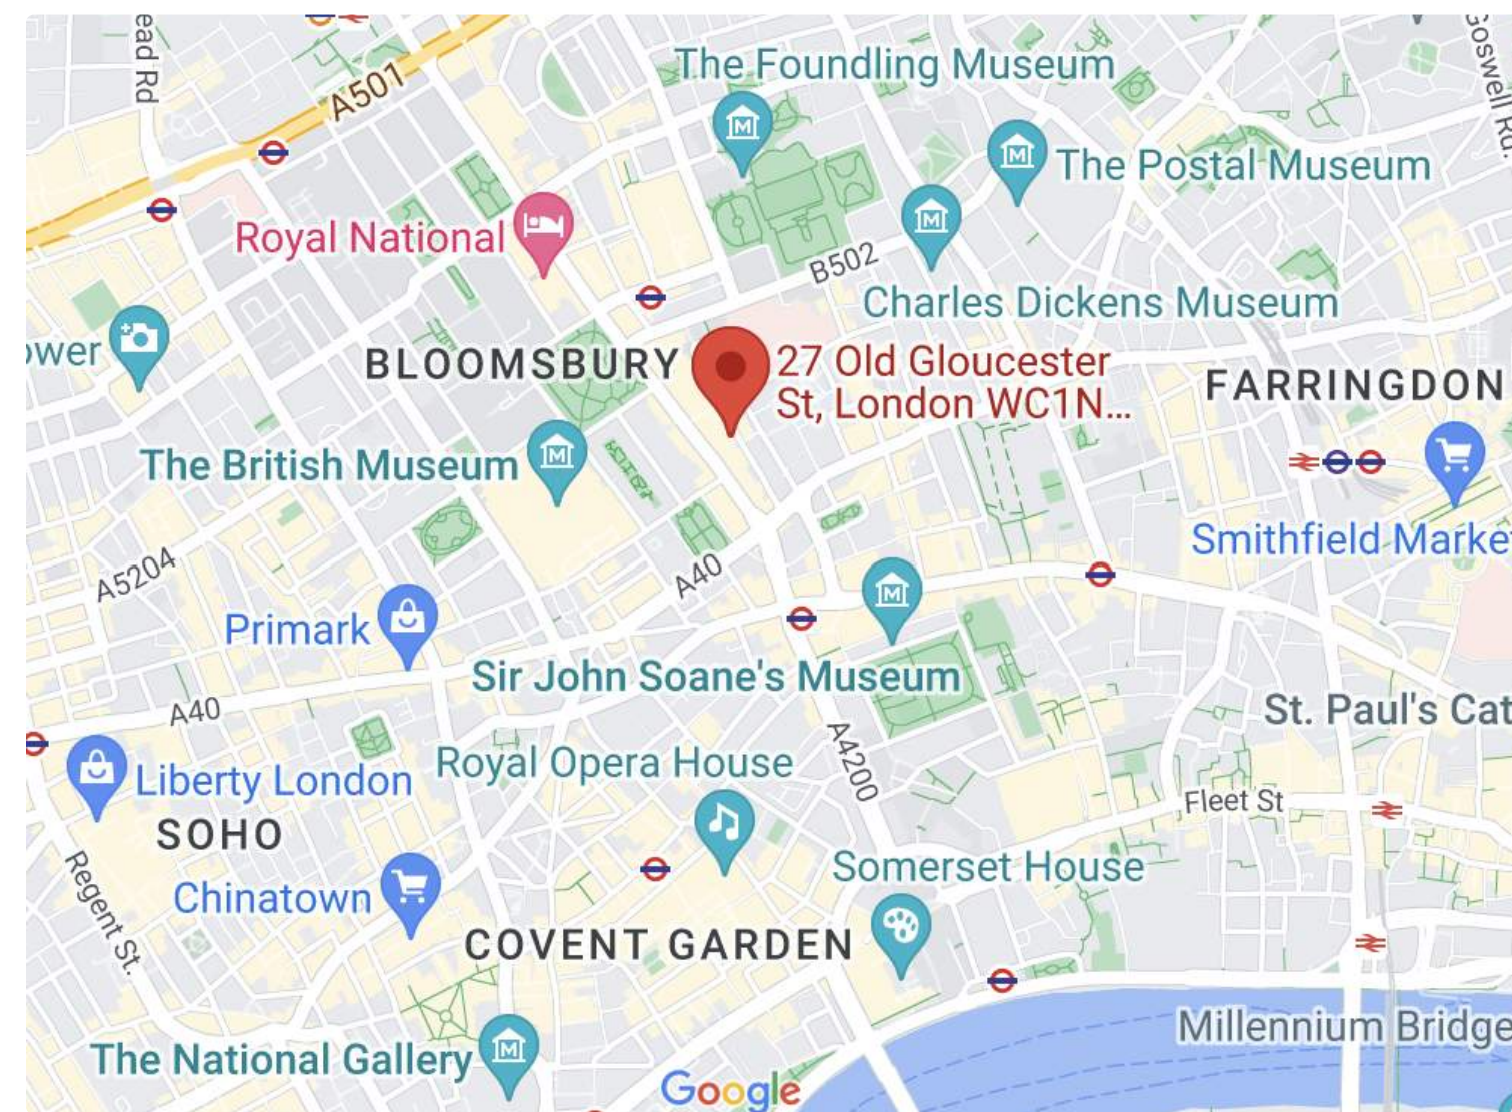 ead Rd
A501
The Foundling Museum
Goswell Rd.
The Postal Museum
Royal National
B502
Charles Dickens Museum
ower
BLOOMSBURY
27 Old Gloucester
St, London WC1N...
FARRINGDON
The British Museum
Smithfield Marke
A5204
A40
Primark
Sir John Soane's Museum
A40
St. Paul's Cat
A4200
Royal Opera House
Liberty London
Fleet St
SOHO
Regent St.
Somerset House
Chinatown
COVENT GARDEN
Millennium Bridge
The National Gallery
Google